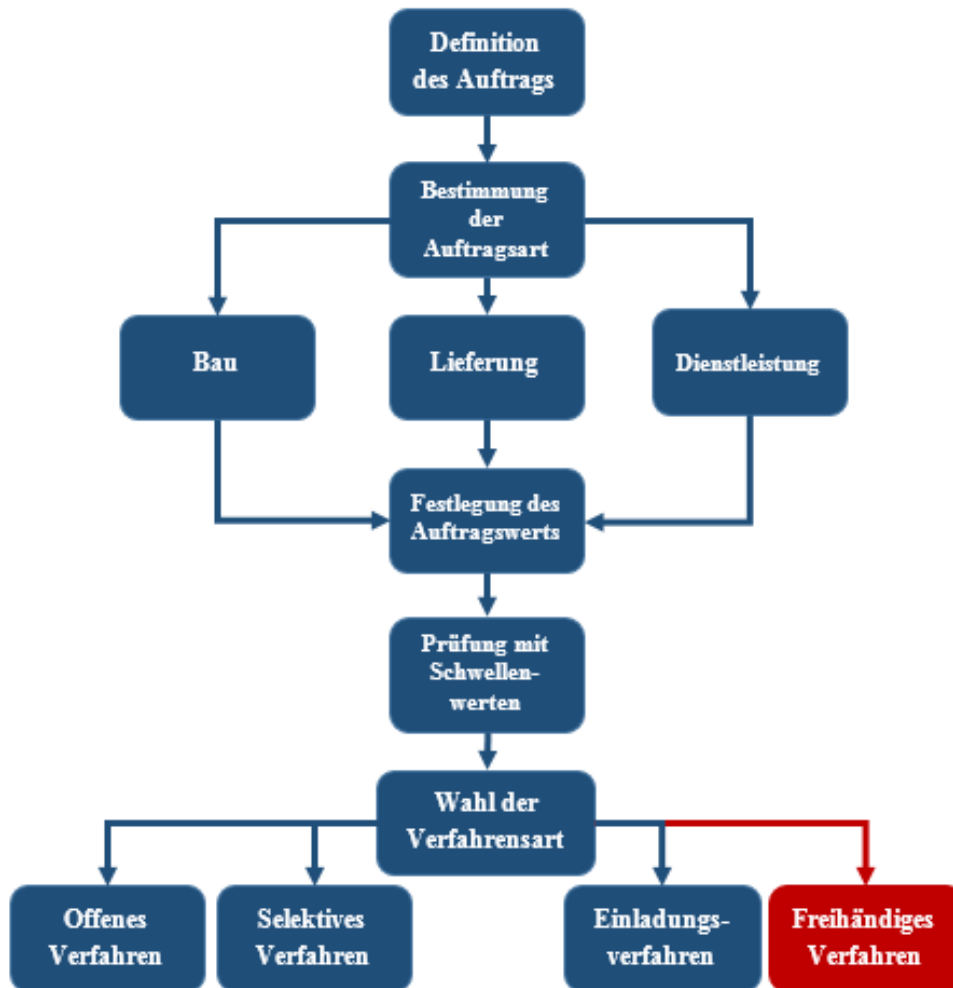 Definition
des Auftrags
Bestimmung
der
Auftragsart
Bau
Lieferung
Dienstleistung
Festlegung des
Auftragswerts
Prüfung mit
Schwellen-
werten
Wahl der
Verfahrensart
Offenes
Verfahren
Selektives
Verfahren
Einladungs-
verfahren
Freihändiges
Verfahren